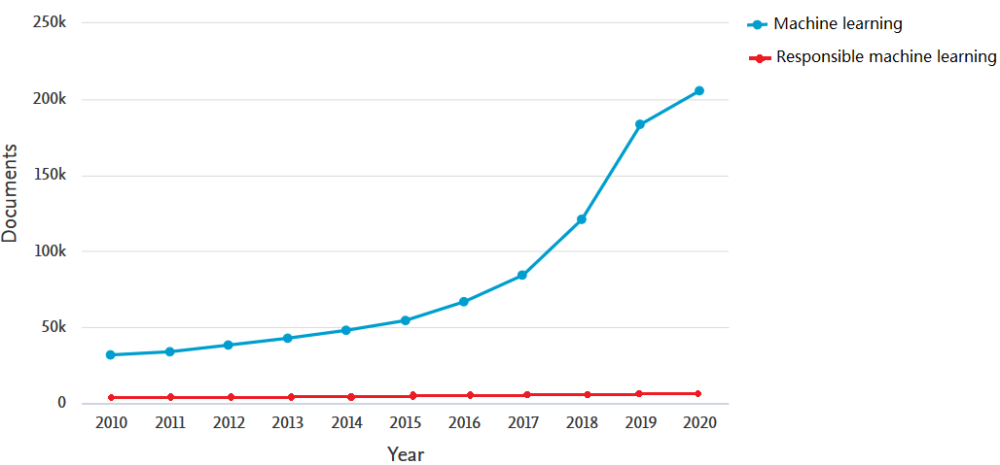 250k
200k
150k
100k
50k
0
Documents
2010 2011 2012 2013 2014 2015 2016 2017 2018 2019 2020
Year
Machine learning
Responsible machine learning